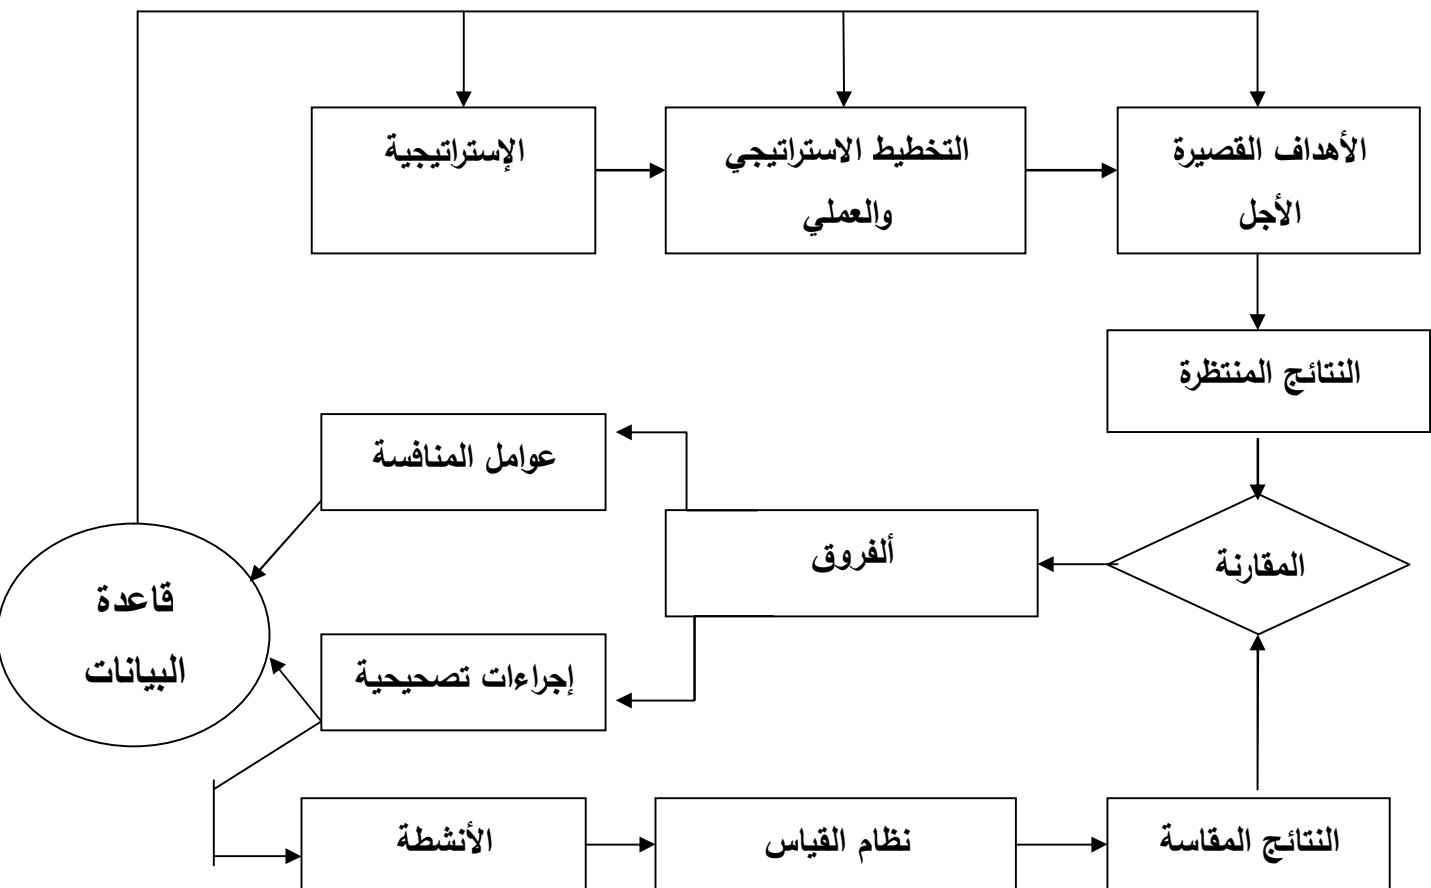 الإستراتيجية
التخطيط الاستراتيجي
والعملي
الأهداف القصيرة
الأجل
النتائج المنتظرة
عوامل المنافسة
ألفروق
المقارنة
قاعدة
البيانات
إجراءات تصحيحية
الأنشطة
نظام القياس
النتائج المقاسة